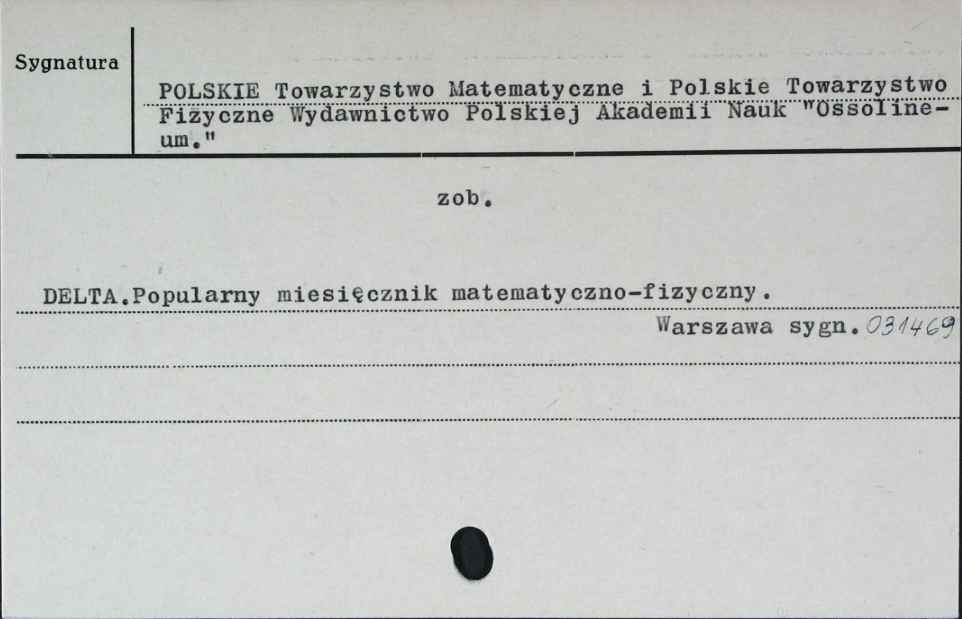 Sygnatura
POLSKIE Towarzystwo Matematyczne i Polskie Towarzystwo
Fizyczne Wydawnictwo Polskiej Akademii Nauk "Ossoline-
um."
zob.
DELTA.Popularny miesięcznik matematyczno-fizyczny.
Warszawa sygn. 031469